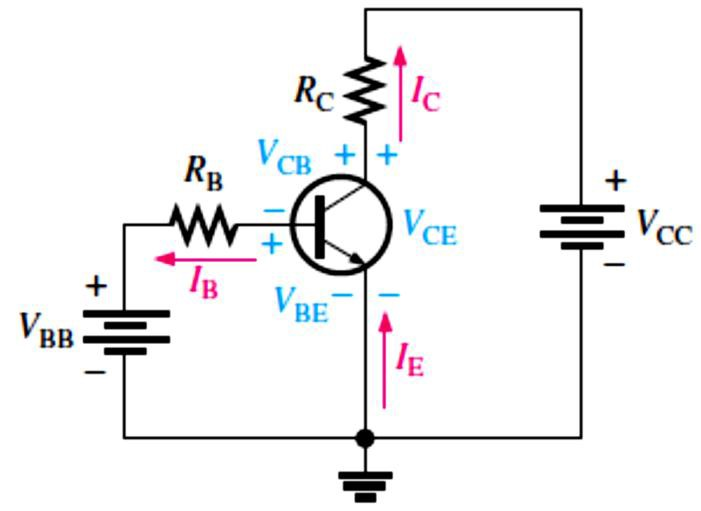 R_C
I_C
V_CB + +
R_B
−
+
V_CE
+
V_CC
−
I_B
+
V_BE − −
V_BB
−
I_E